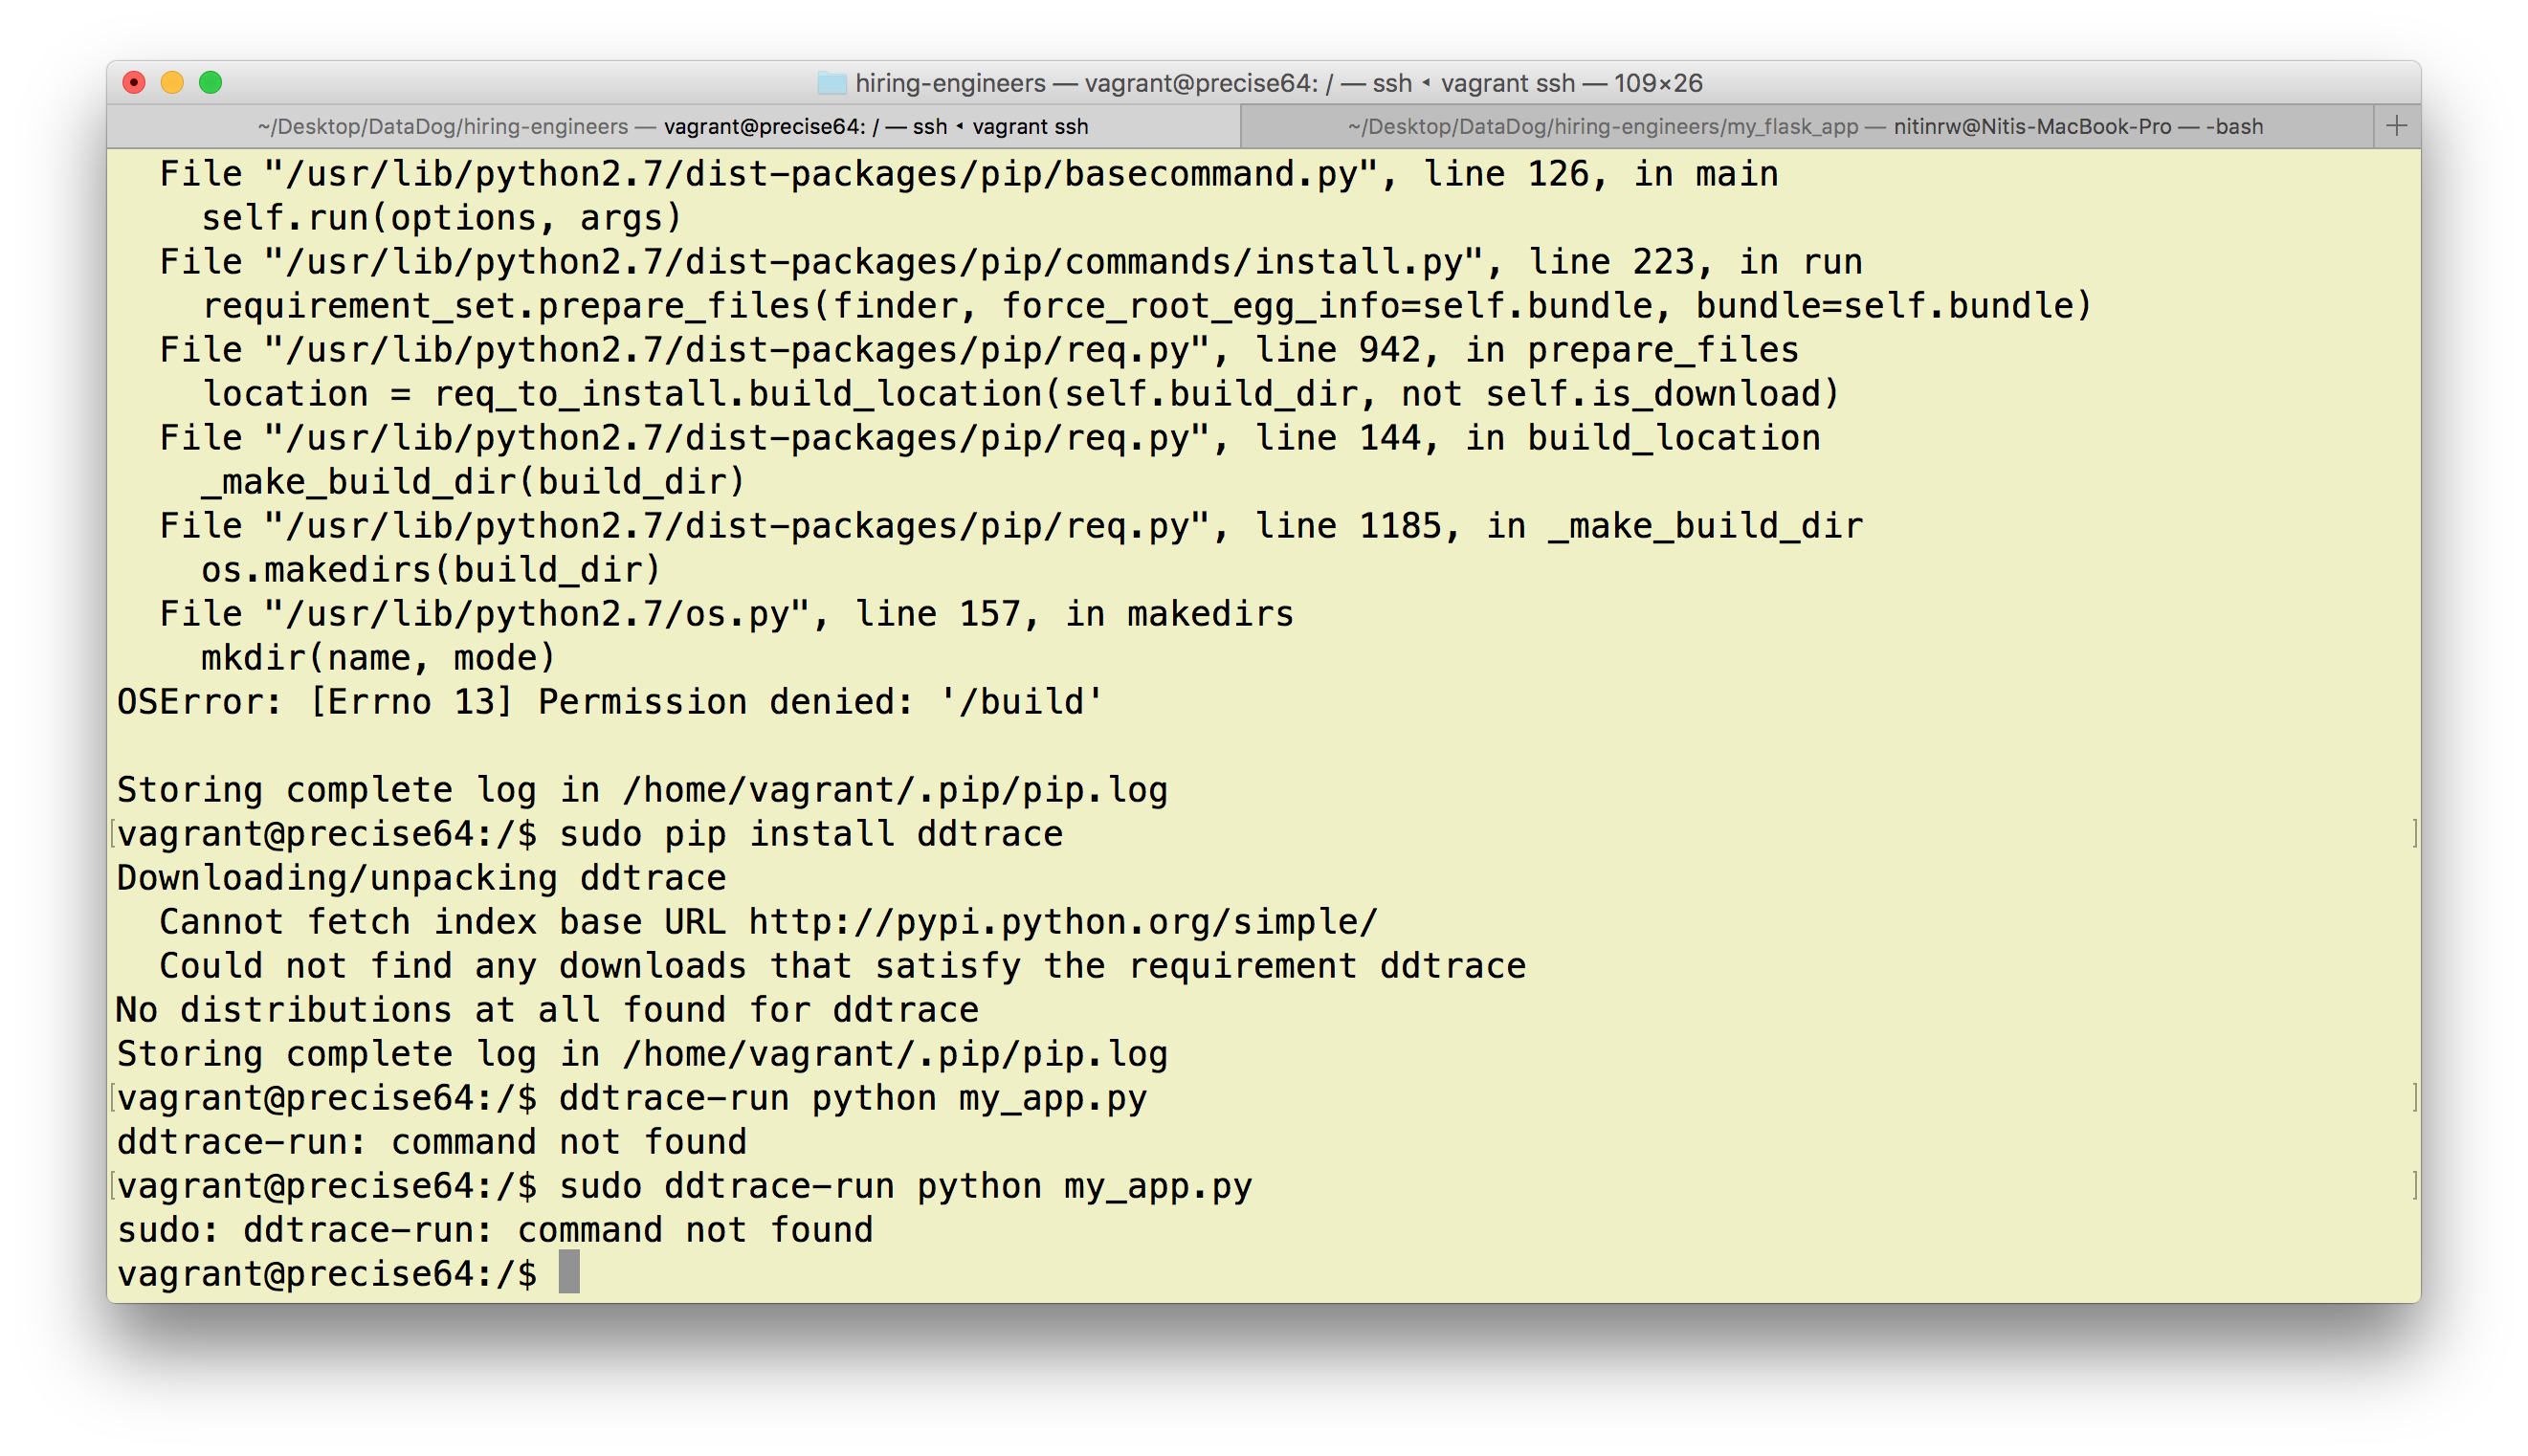 hiring-engineers — vagrant@precise64: / — ssh ◂ vagrant ssh — 109×26
~/Desktop/DataDog/hiring-engineers — vagrant@precise64: / — ssh ◂ vagrant ssh
~/Desktop/DataDog/hiring-engineers/my_flask_app — nitinrw@Nitis-MacBook-Pro — -bash
  File "/usr/lib/python2.7/dist-packages/pip/basecommand.py", line 126, in main
    self.run(options, args)
  File "/usr/lib/python2.7/dist-packages/pip/commands/install.py", line 223, in run
    requirement_set.prepare_files(finder, force_root_egg_info=self.bundle, bundle=self.bundle)
  File "/usr/lib/python2.7/dist-packages/pip/req.py", line 942, in prepare_files
    location = req_to_install.build_location(self.build_dir, not self.is_download)
  File "/usr/lib/python2.7/dist-packages/pip/req.py", line 144, in build_location
    _make_build_dir(build_dir)
  File "/usr/lib/python2.7/dist-packages/pip/req.py", line 1185, in _make_build_dir
    os.makedirs(build_dir)
  File "/usr/lib/python2.7/os.py", line 157, in makedirs
    mkdir(name, mode)
OSError: [Errno 13] Permission denied: '/build'

Storing complete log in /home/vagrant/.pip/pip.log
vagrant@precise64:/$ sudo pip install ddtrace
Downloading/unpacking ddtrace
  Cannot fetch index base URL http://pypi.python.org/simple/
  Could not find any downloads that satisfy the requirement ddtrace
No distributions at all found for ddtrace
Storing complete log in /home/vagrant/.pip/pip.log
vagrant@precise64:/$ ddtrace-run python my_app.py
ddtrace-run: command not found
vagrant@precise64:/$ sudo ddtrace-run python my_app.py
sudo: ddtrace-run: command not found
vagrant@precise64:/$